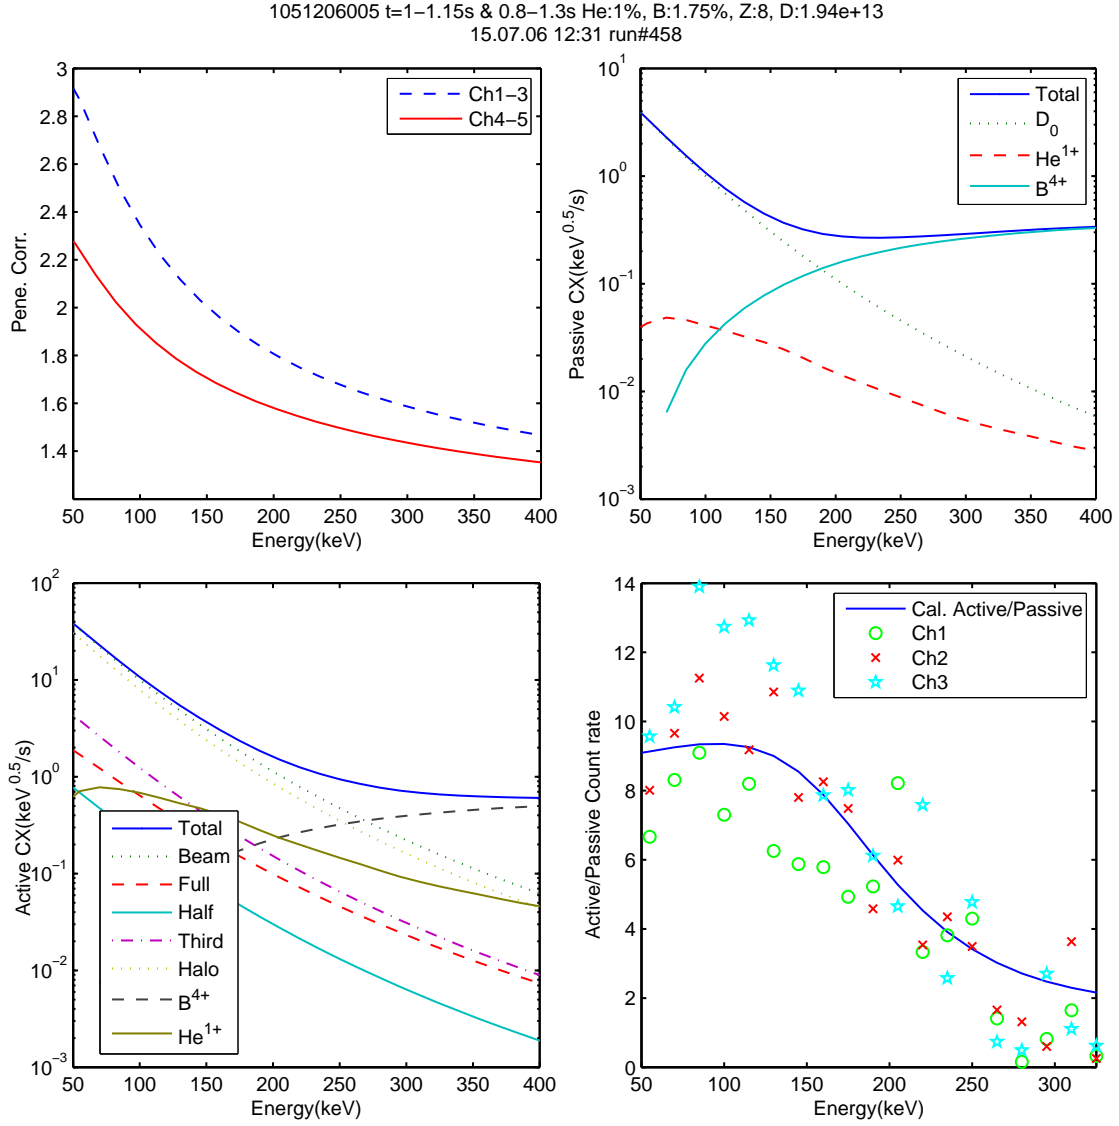 1051206005 t=1−1.15s & 0.8−1.3s He:1%, B:1.75%, Z:8, D:1.94e+13
15.07.06 12:31 run#458
3
2.8
2.6
2.4
2.2
2
1.8
1.6
1.4
50 100 150 200 250 300 350 400
Energy(keV)
Pene. Corr.
Ch1−3
Ch4−5
10^1
10^0
10^−1
10^−2
10^−3
50 100 150 200 250 300 350 400
Energy(keV)
Passive CX(keV^0.5/s)
Total
D_0
He^1+
B^4+
10^2
10^1
10^0
10^−1
10^−2
10^−3
50 100 150 200 250 300 350 400
Energy(keV)
Active CX(keV^0.5/s)
Total
Beam
Full
Half
Third
Halo
B^4+
He^1+
14
12
10
8
6
4
2
0
50 100 150 200 250 300
Energy(keV)
Active/Passive Count rate
Cal. Active/Passive
Ch1
Ch2
Ch3